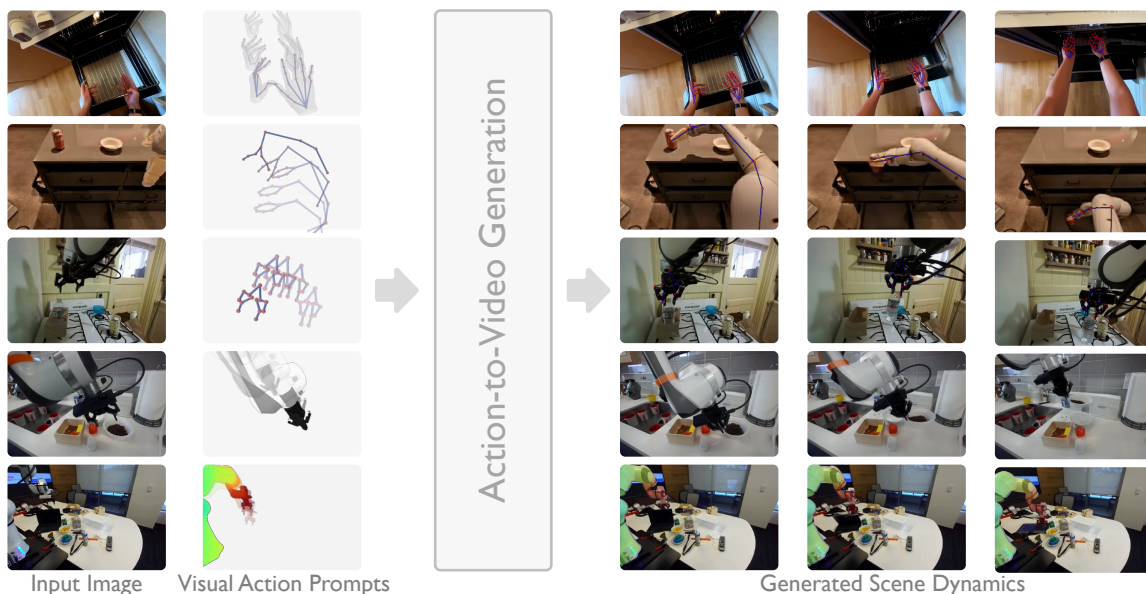 Action-to-Video Generation
Input Image
Visual Action Prompts
Generated Scene Dynamics